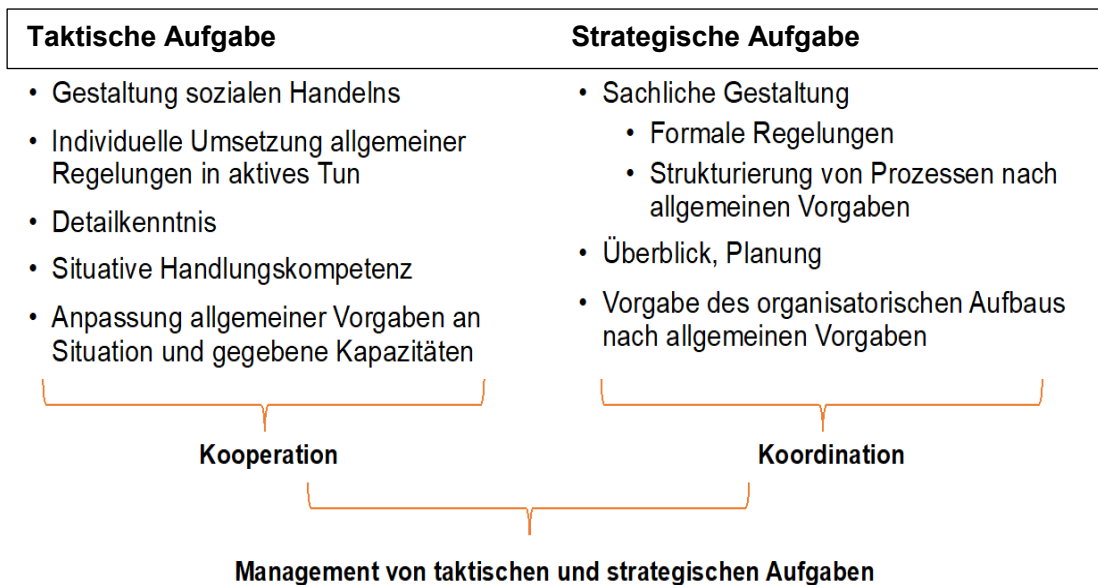 Taktische Aufgabe
• Gestaltung sozialen Handelns
• Individuelle Umsetzung allgemeiner
Regelungen in aktives Tun
• Detailkenntnis
• Situative Handlungskompetenz
• Anpassung allgemeiner Vorgaben an
Situation und gegebene Kapazitäten
Kooperation
Strategische Aufgabe
• Sachliche Gestaltung
• Formale Regelungen
• Strukturierung von Prozessen nach
allgemeinen Vorgaben
• Überblick, Planung
• Vorgabe des organisatorischen Aufbaus
nach allgemeinen Vorgaben
Koordination
Management von taktischen und strategischen Aufgaben